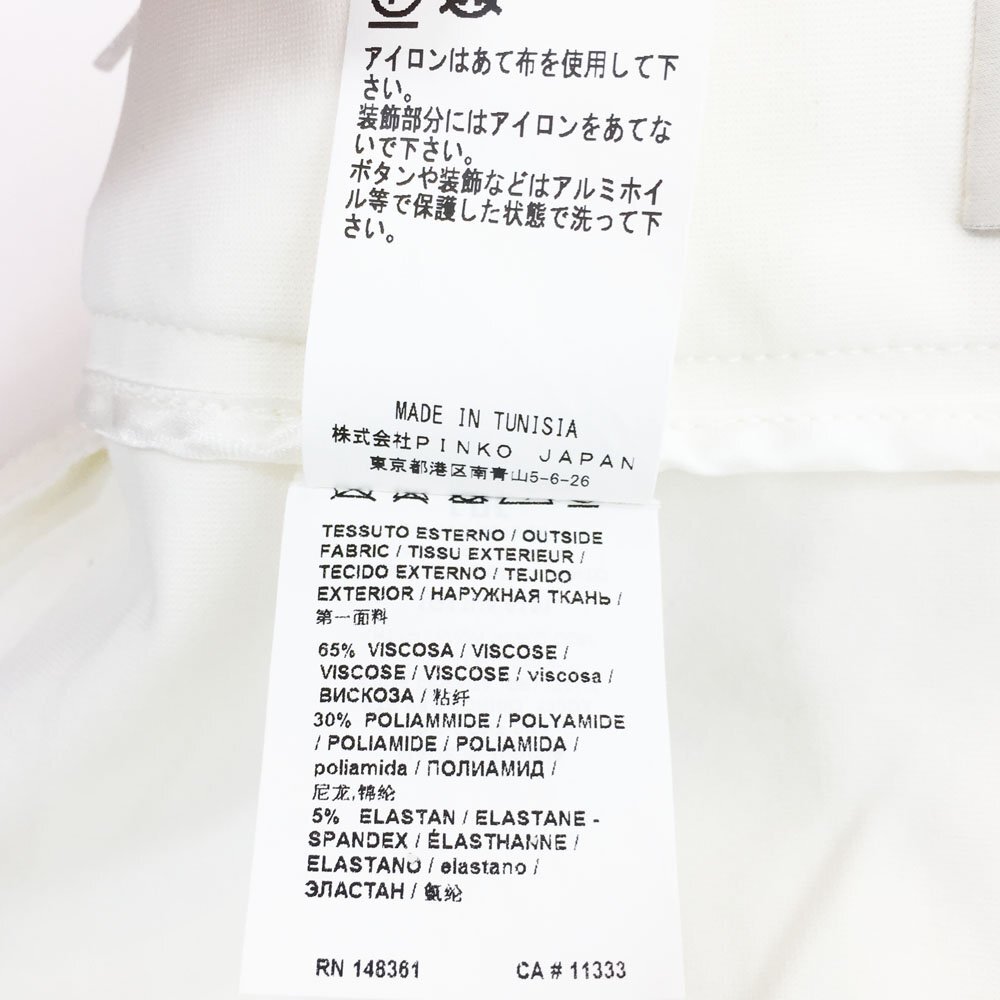 アイロンはあて布を使用して下
さい。
装飾部分にはアイロンをあてな
いで下さい。
ボタンや装飾などはアルミホイ
ル等で保護した状態で洗って下
さい。
MADE IN TUNISIA
株式会社PINKO JAPAN
東京都港区南青山5-6-26
TESSUTO ESTERNO / OUTSIDE
FABRIC / TISSU EXTERIEUR /
TECIDO EXTERNO / TEJIDO
EXTERIOR / НАРУЖНАЯ ТКАНЬ /
第一面料
65% VISCOSA / VISCOSE /
VISCOSE / VISCOSE / viscosa /
ВИСКОЗА / 粘纤
30% POLIAMMIDE / POLYAMIDE
/ POLIAMIDE / POLIAMIDA /
poliamida / ПОЛИАМИД /
尼龙,锦纶
5% ELASTAN / ELASTANE -
SPANDEX / ÉLASTHANNE /
ELASTANO / elastano /
ЭЛАСТАН / 氨纶
RN 148361 CA # 11333